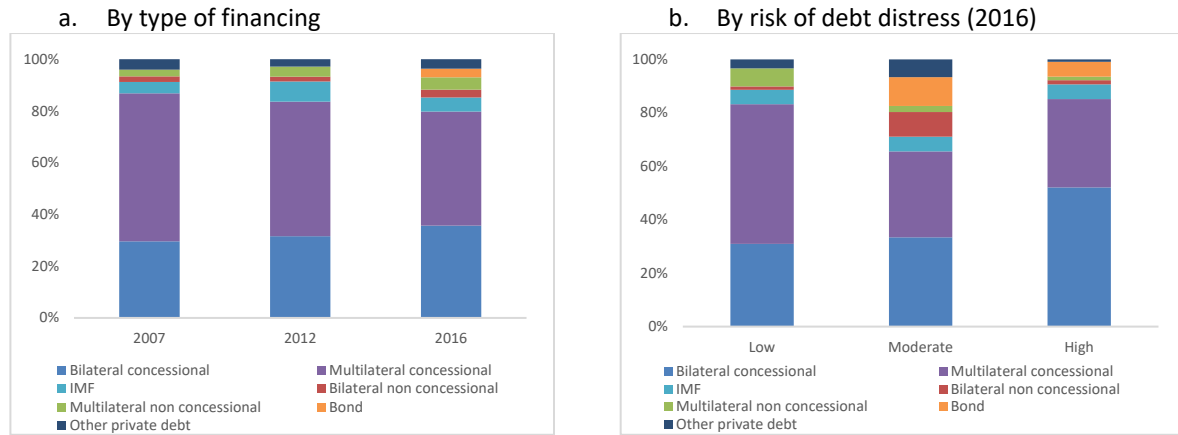 a. By type of financing
100%
80%
60%
40%
20%
0%
2007 2012 2016
Bilateral concessional Multilateral concessional
IMF Bilateral non concessional
Multilateral non concessional Bond
Other private debt
b. By risk of debt distress (2016)
100%
80%
60%
40%
20%
0%
Low Moderate High
Bilateral concessional Multilateral concessional
IMF Bilateral non concessional
Multilateral non concessional Bond
Other private debt